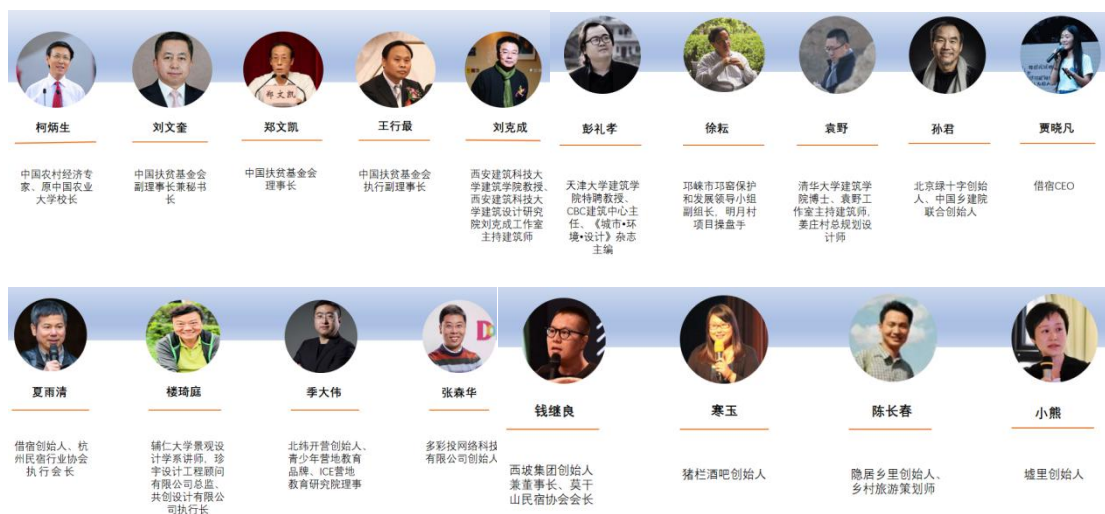 柯炳生
中国农村经济专
家、原中国农业
大学校长
刘文奎
中国扶贫基金会
副理事长兼秘书
长
郑文凯
郑文凯
中国扶贫基金会
理事长
王行最
中国扶贫基金会
执行副理事长
刘克成
西安建筑科技大
学建筑学院教授、
西安建筑科技大
学建筑设计研究
院刘克成工作室
主持建筑师
彭礼孝
天津大学建筑学
院特聘教授、
CBC建筑中心主
任、《城市•环
境•设计》杂志
主编
徐耘
邛崃市邛窑保护
和发展领导小组
副组长，明月村
项目操盘手
袁野
清华大学建筑学
院博士、袁野工
作室主持建筑师，
姜庄村总规划设
计师
孙君
北京绿十字创始
人、中国乡建院
联合创始人
贾晓凡
借宿CEO
夏雨清
借宿创始人、杭
州民宿行业协会
执行会长
楼琦庭
辅仁大学景观设
计学系讲师，珍
宇设计工程顾问
有限公司总监、
共创设计有限公
司执行长
季大伟
北纬开营创始人、
青少年营地教育
品牌、ICE营地
教育研究院理事
D
张森华
多彩投网络科技
有限公司创始人
钱继良
西坡集团创始人
兼董事长、莫干
山民宿协会会长
寒玉
猪栏酒吧创始人
陈长春
隐居乡里创始人、
乡村旅游策划师
小熊
墟里创始人